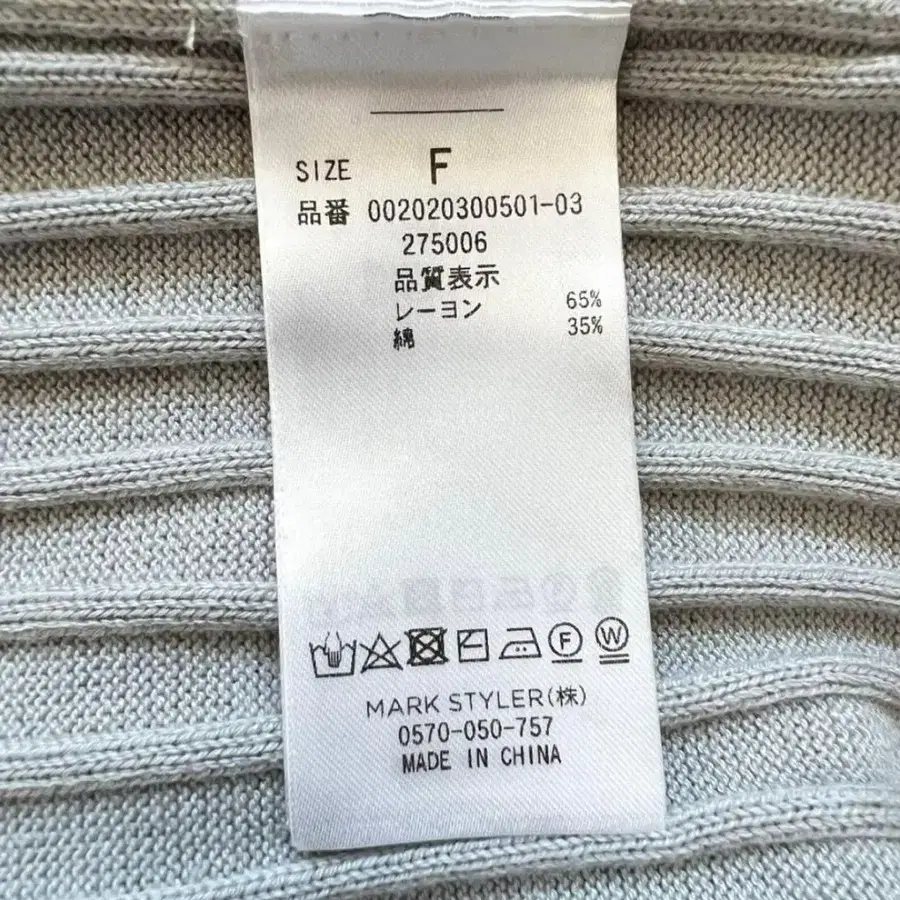 SIZE F
品番 002020300501-03
275006
品質表示
レーヨン 65%
綿 35%
F W
MARK STYLER(株)
0570-050-757
MADE IN CHINA